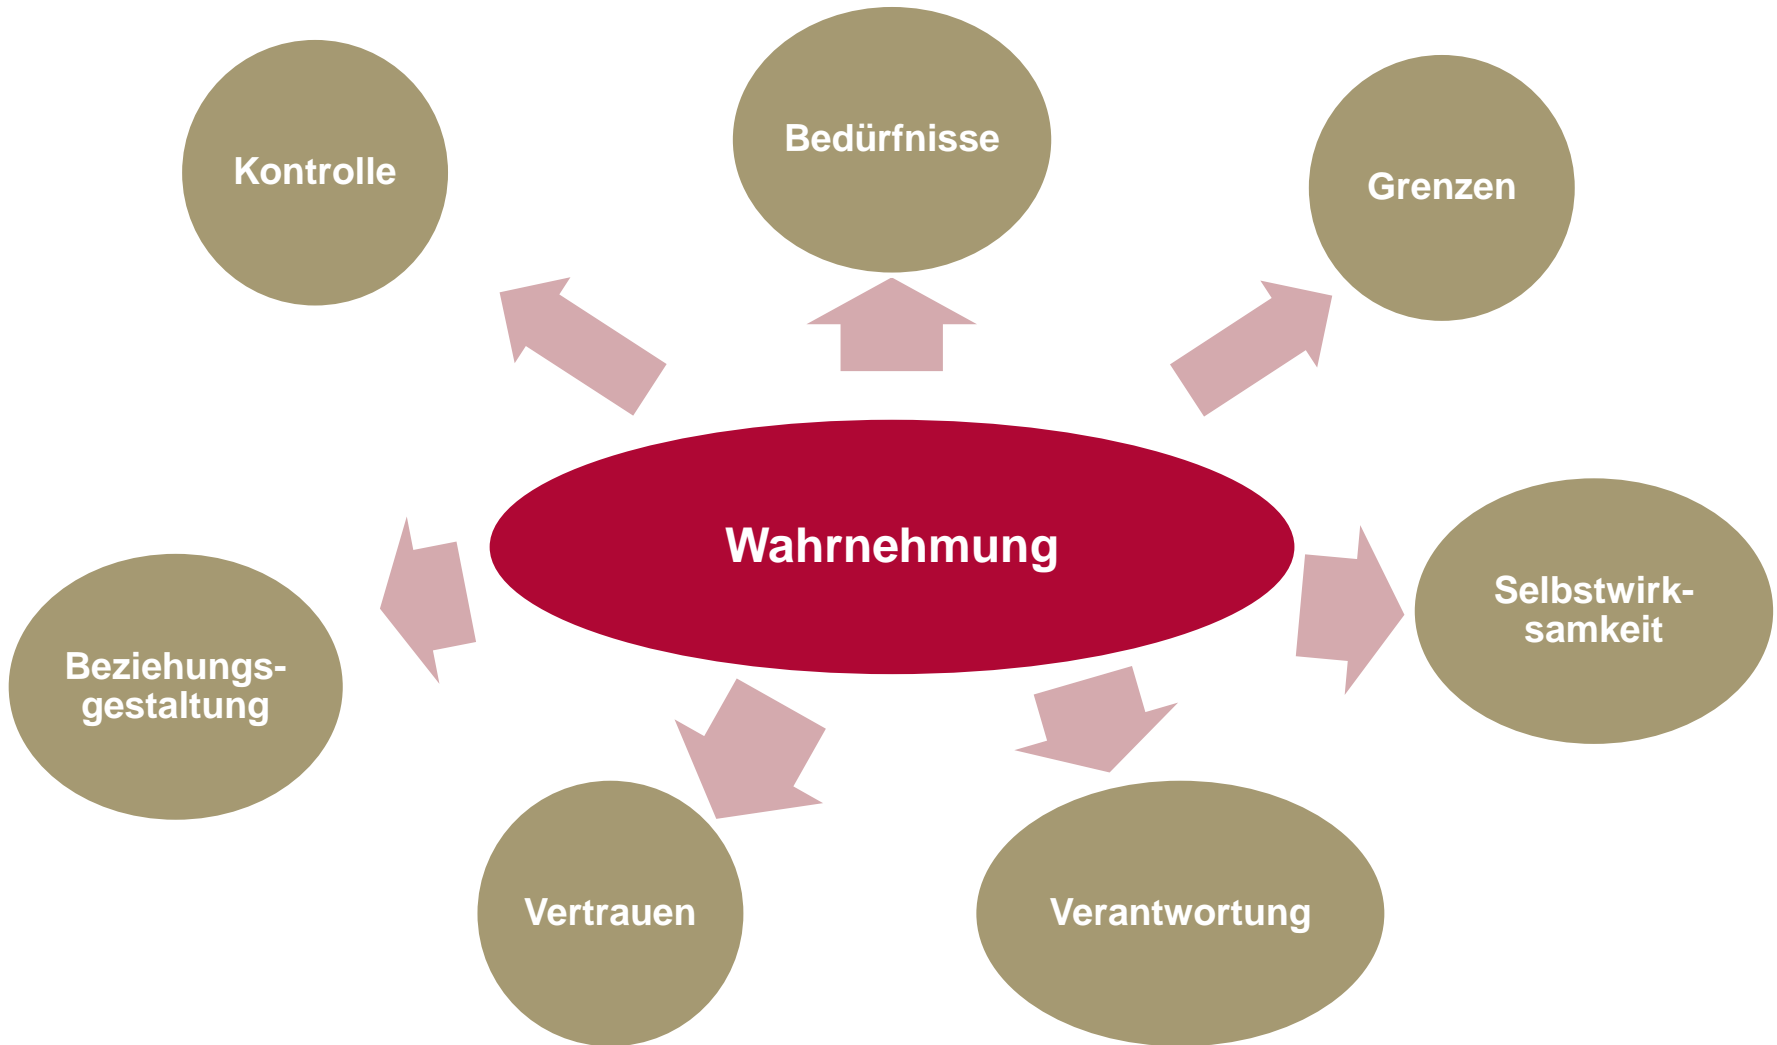 Bedürfnisse
Kontrolle
Grenzen
Wahrnehmung
Selbstwirk-
samkeit
Beziehungs-
gestaltung
Vertrauen
Verantwortung